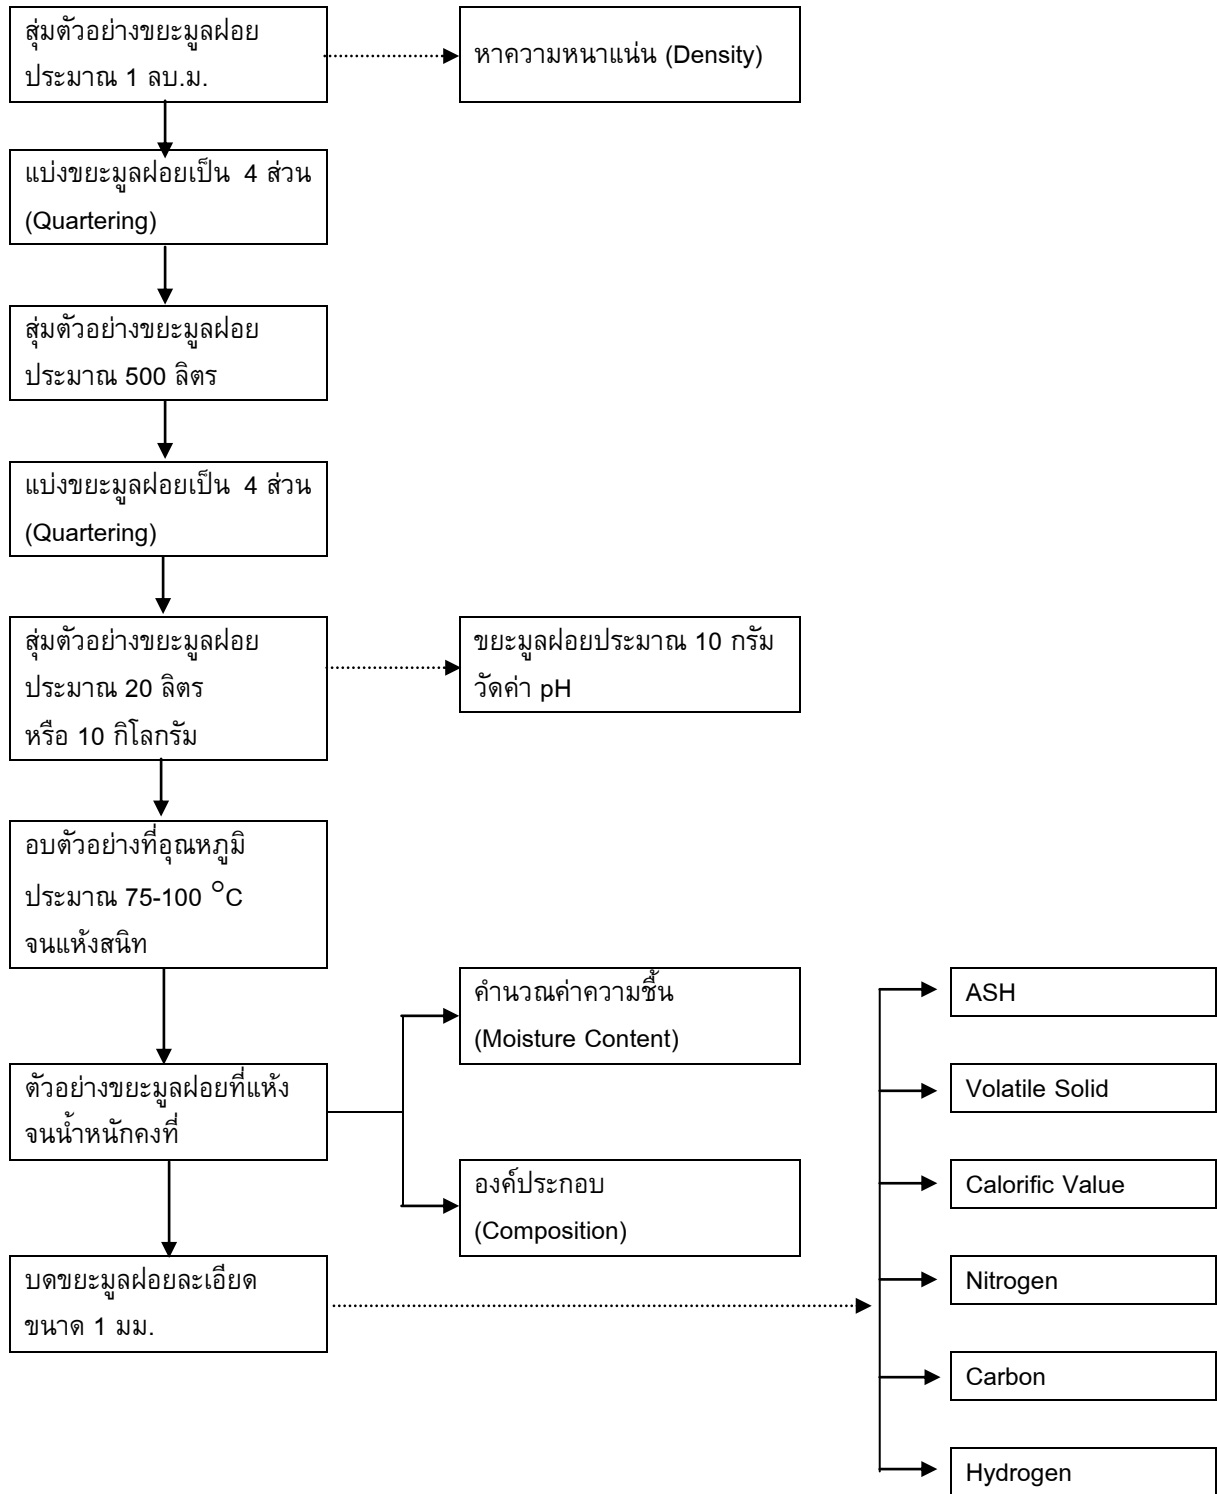 สุ่มตัวอย่างขยะมูลฝอย
ประมาณ 1 ลบ.ม.
หาความหนาแน่น (Density)
แบ่งขยะมูลฝอยเป็น 4 ส่วน
(Quartering)
สุ่มตัวอย่างขยะมูลฝอย
ประมาณ 500 ลิตร
แบ่งขยะมูลฝอยเป็น 4 ส่วน
(Quartering)
สุ่มตัวอย่างขยะมูลฝอย
ประมาณ 20 ลิตร
หรือ 10 กิโลกรัม
ขยะมูลฝอยประมาณ 10 กรัม
วัดค่า pH
อบตัวอย่างที่อุณหภูมิ
ประมาณ 75-100 °C
จนแห้งสนิท
ตัวอย่างขยะมูลฝอยที่แห้ง
จนน้ำหนักคงที่
คำนวณค่าความชื้น
(Moisture Content)
องค์ประกอบ
(Composition)
บดขยะมูลฝอยละเอียด
ขนาด 1 มม.
ASH
Volatile Solid
Calorific Value
Nitrogen
Carbon
Hydrogen